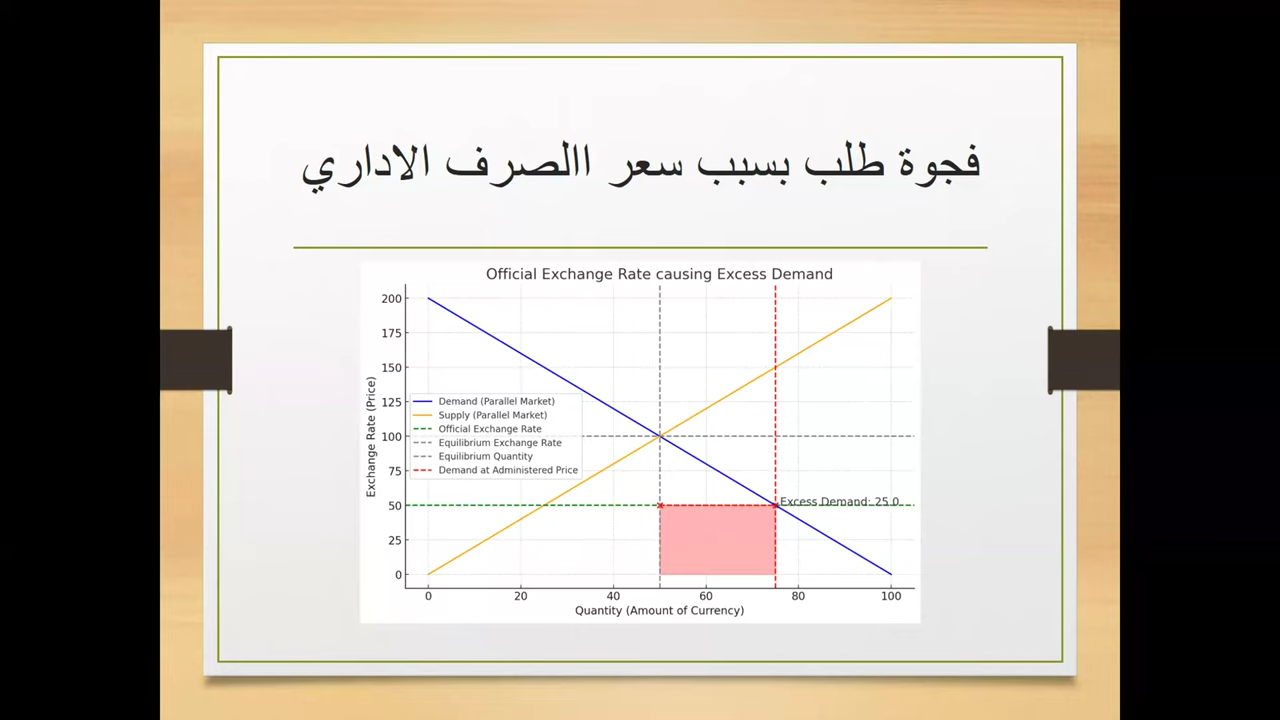 فجوة طلب بسبب سعر االصرف الاداري
Official Exchange Rate causing Excess Demand
Exchange Rate (Price)
200
175
150
125
100
75
50
25
0
Demand (Parallel Market)
Supply (Parallel Market)
Official Exchange Rate
Equilibrium Exchange Rate
Equilibrium Quantity
Demand at Administered Price
Excess Demand: 25.0
0 20 40 60 80 100
Quantity (Amount of Currency)